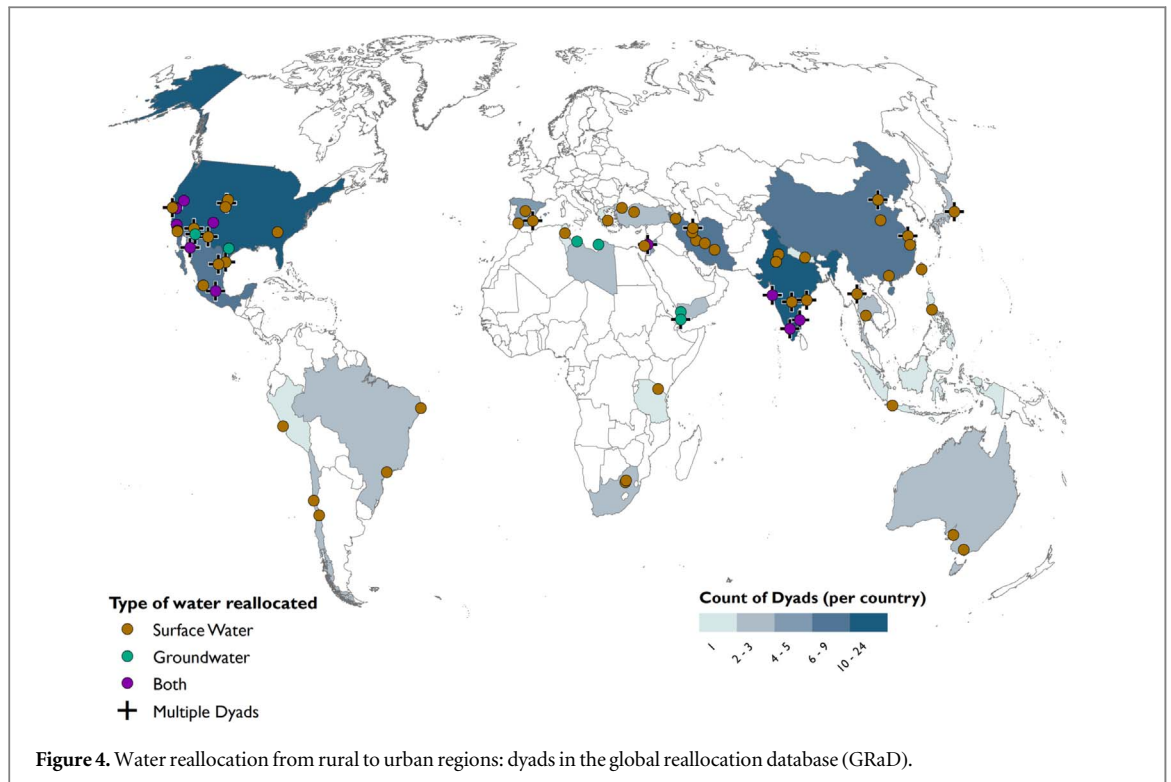 Type of water reallocated
Surface Water
Groundwater
Both
Multiple Dyads
Count of Dyads (per country)
1
2 - 3
4 - 5
6 - 9
10 - 24
Figure 4. Water reallocation from rural to urban regions: dyads in the global reallocation database (GRaD).